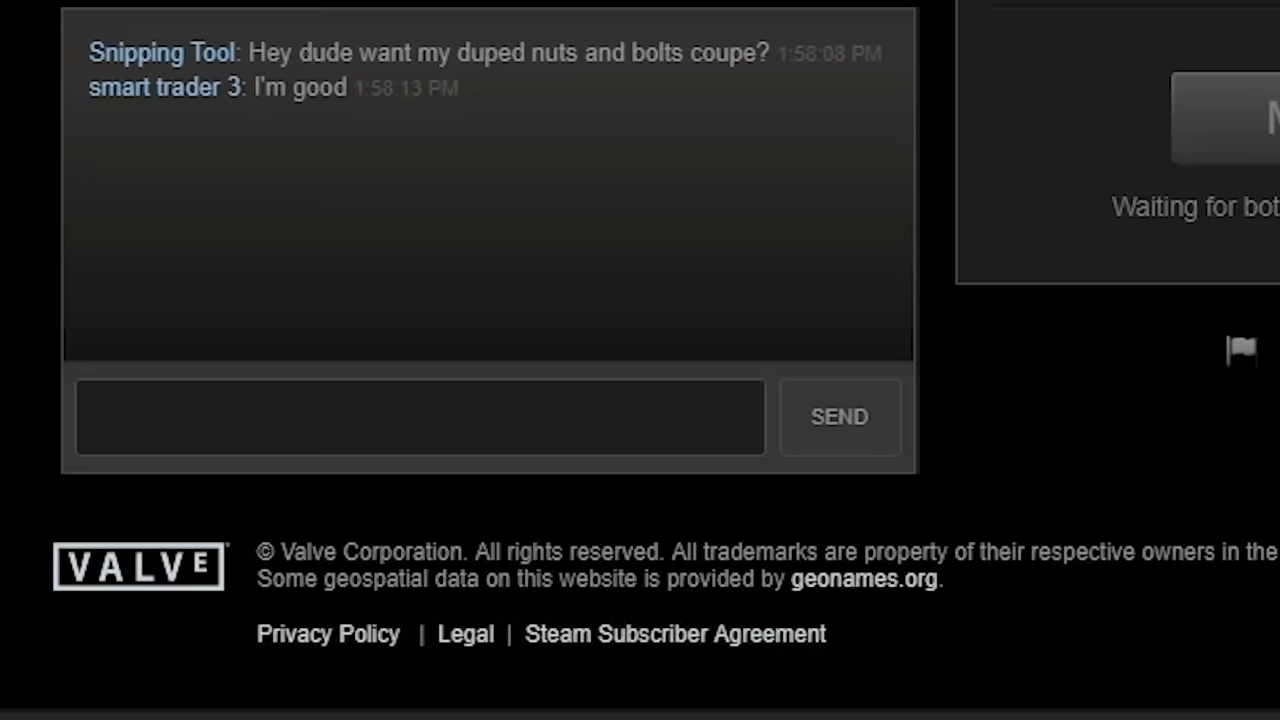 Snipping Tool: Hey dude want my duped nuts and bolts coupe? 1:58:08 PM
smart trader 3: I'm good 1:58:13 PM
Waiting for
SEND
VALVE
© Valve Corporation. All rights reserved. All trademarks are property of their respective owners in the
Some geospatial data on this website is provided by geonames.org.
Privacy Policy | Legal | Steam Subscriber Agreement